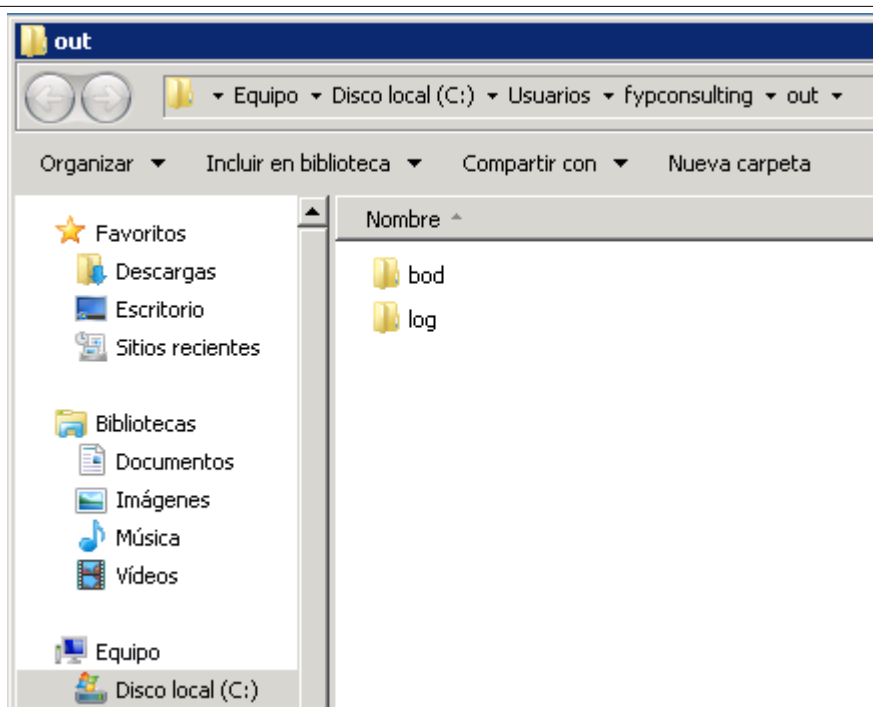 out
Equipo Disco local (C:) Usuarios fypconsulting out
Organizar Incluir en biblioteca Compartir con Nueva carpeta
Favoritos
Descargas
Escritorio
Sitios recientes
Bibliotecas
Documentos
Imágenes
Música
Vídeos
Equipo
Disco local (C:)
Nombre
bod
log